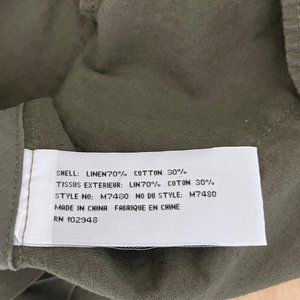 SHELL: LINEN70% COTTON 30%
TISSUS EXTERIEUR: LIN70% COTON 30%
STYLE NO: M7480 NO DU STYLE: M7480
MADE IN CHINA FABRIQUE EN CHINE
RN 102946